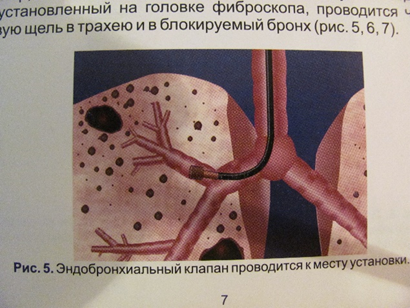 установленный на головке фиброскопа, проводится ч
вую щель в трахею и в блокируемый бронх (рис. 5, 6, 7).
Рис. 5. Эндобронхиальный клапан проводится к месту установки.
7